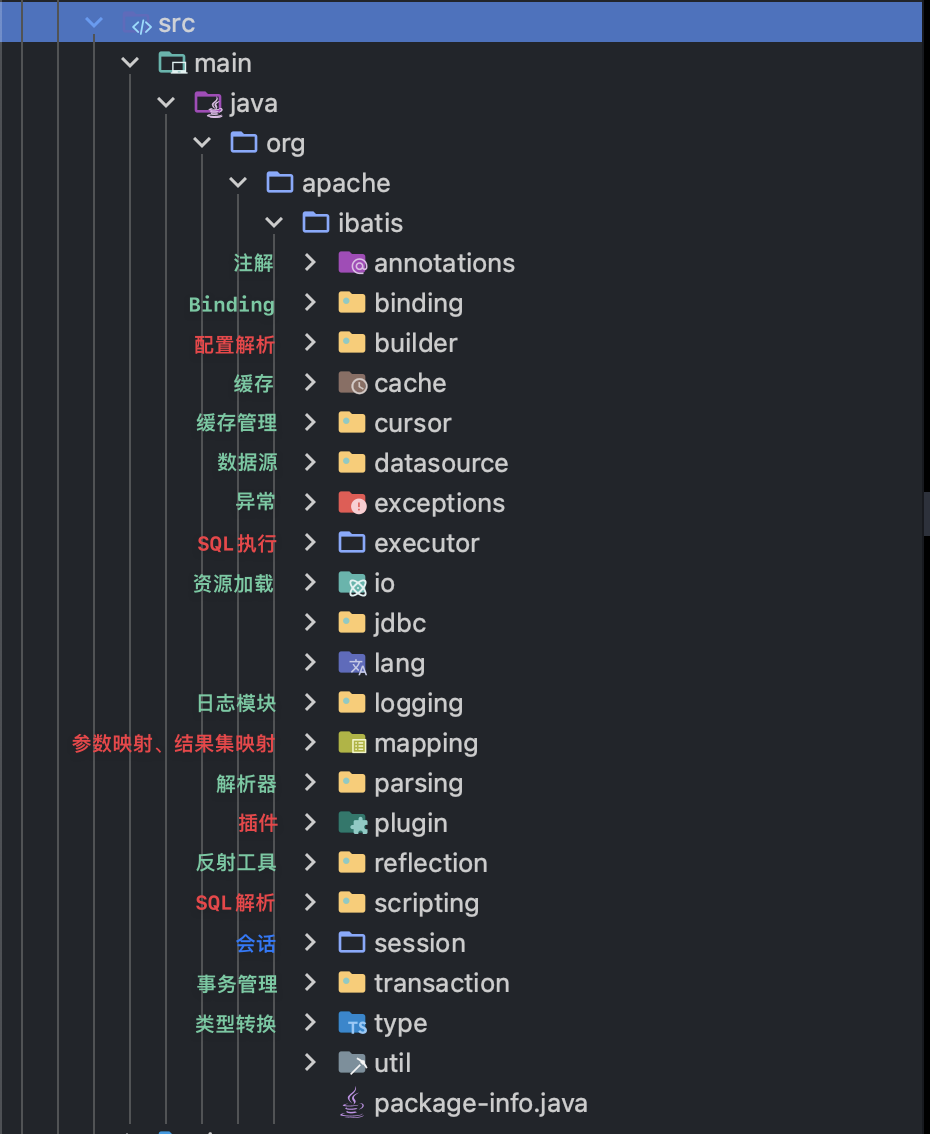 src
main
java
org
apache
ibatis
注解 annotations
Binding binding
配置解析 builder
缓存 cache
缓存管理 cursor
数据源 datasource
异常 exceptions
SQL执行 executor
资源加载 io
jdbc
lang
日志模块 logging
参数映射、结果集映射 mapping
解析器 parsing
插件 plugin
反射工具 reflection
SQL解析 scripting
会话 session
事务管理 transaction
类型转换 type
util
package-info.java